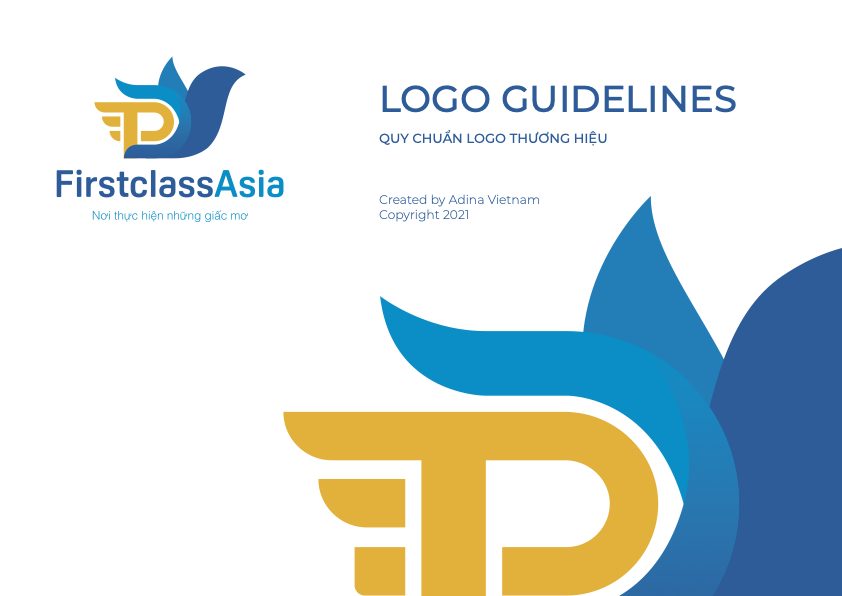 FirstclassAsia
Nơi thực hiện những giấc mơ
LOGO GUIDELINES
QUY CHUẨN LOGO THƯƠNG HIỆU
Created by Adina Vietnam
Copyright 2021